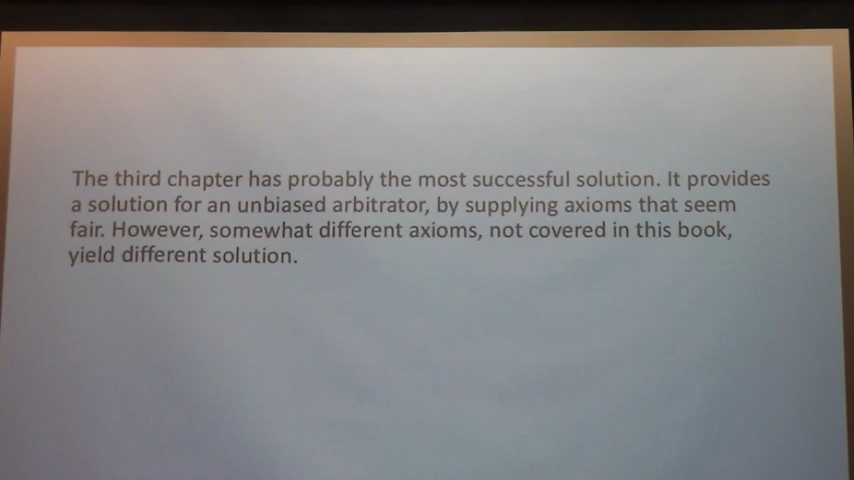 The third chapter has probably the most successful solution. It provides
a solution for an unbiased arbitrator, by supplying axioms that seem
fair. However, somewhat different axioms, not covered in this book,
yield different solution.